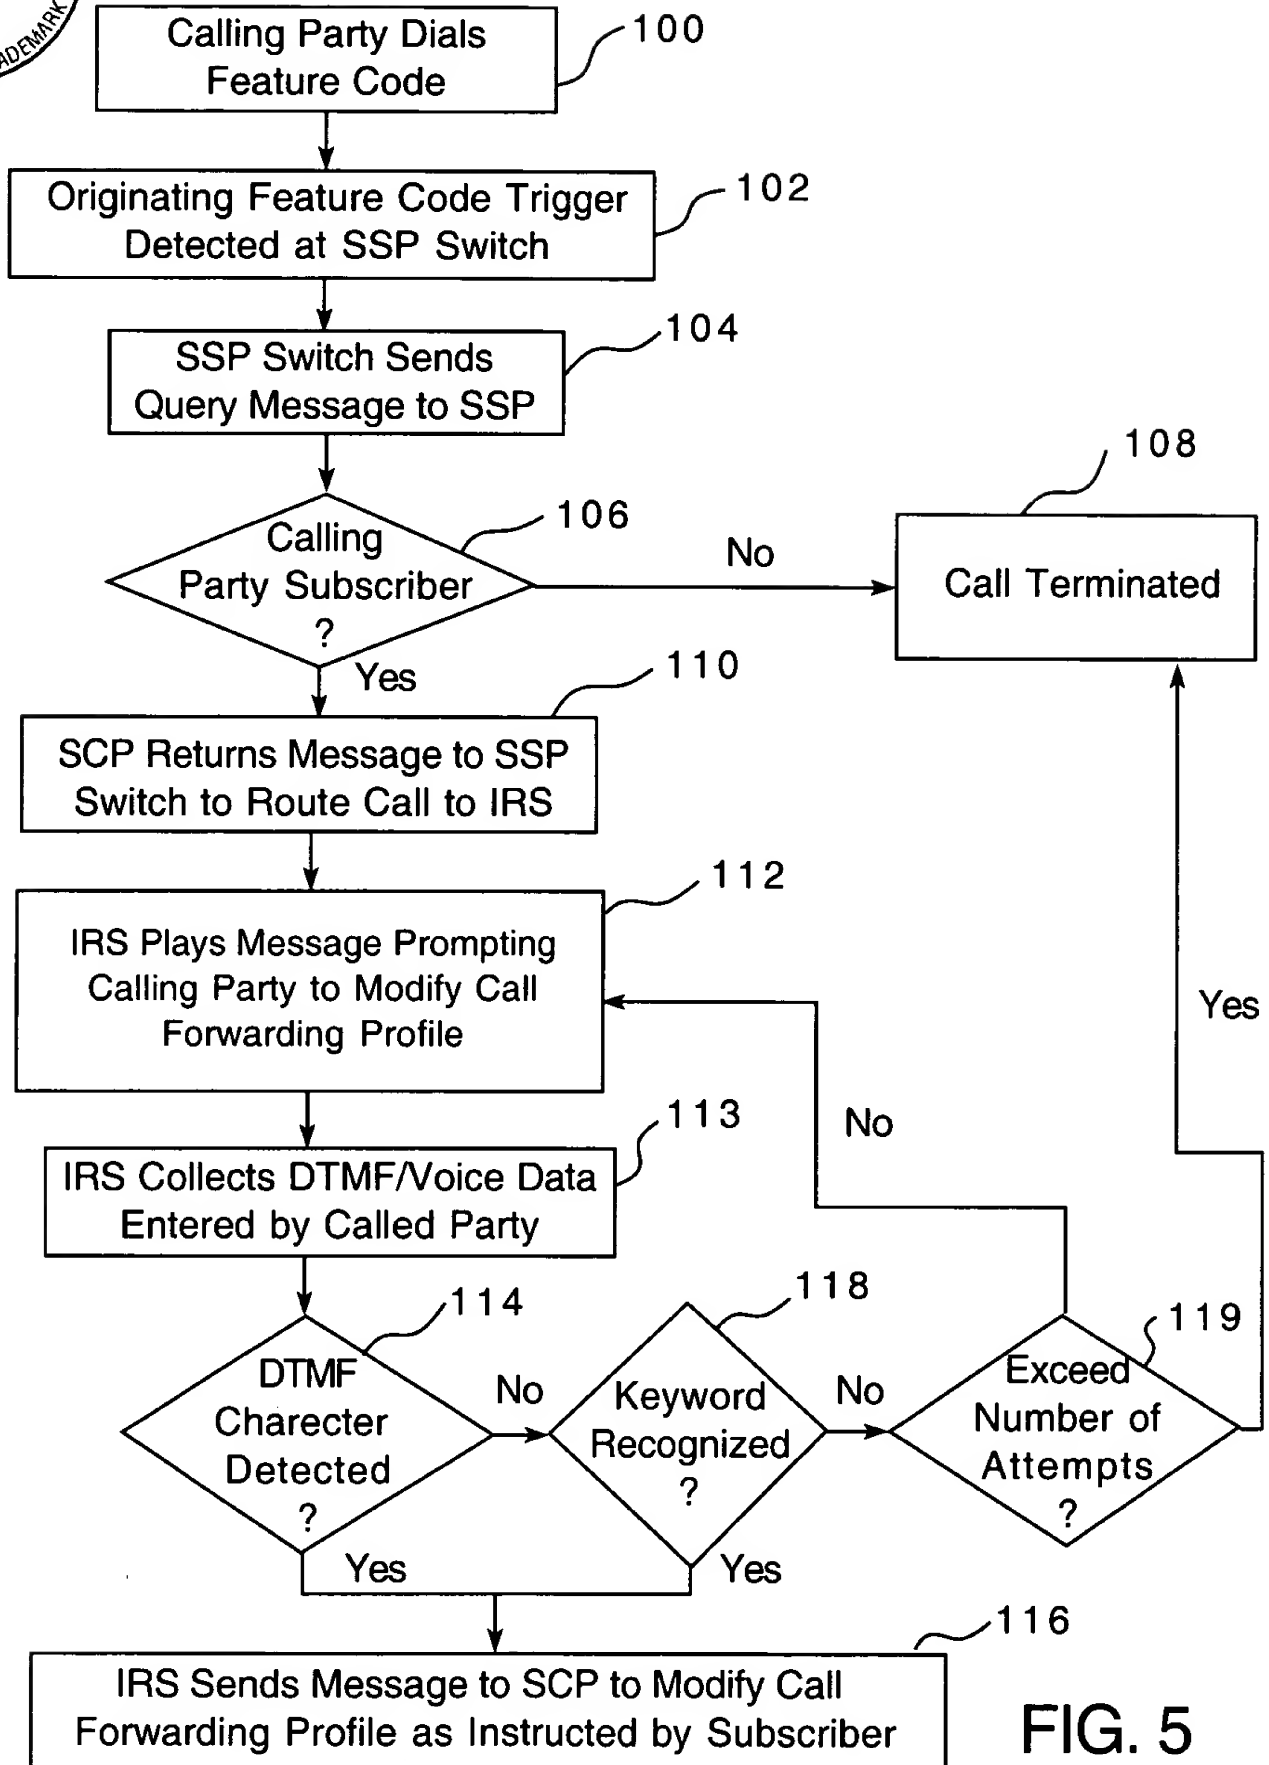 ADEMARK
Calling Party Dials
Feature Code
100
Originating Feature Code Trigger
Detected at SSP Switch
102
SSP Switch Sends
Query Message to SSP
104
Calling
Party Subscriber
?
106
No
108
Call Terminated
Yes
110
SCP Returns Message to SSP
Switch to Route Call to IRS
112
IRS Plays Message Prompting
Calling Party to Modify Call
Forwarding Profile
Yes
No
113
IRS Collects DTMF/Voice Data
Entered by Called Party
114
DTMF
Charecter
Detected
?
No
118
Keyword
Recognized
?
No
119
Exceed
Number of
Attempts
?
Yes
Yes
116
IRS Sends Message to SCP to Modify Call
Forwarding Profile as Instructed by Subscriber
FIG. 5